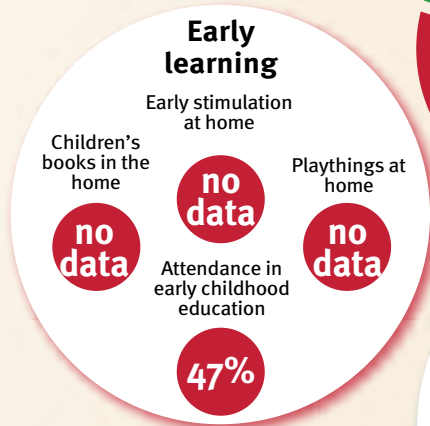 Early
learning
Early stimulation
at home
no
data
Children’s
books in the
home
no
data
Playthings at
home
no
data
Attendance in
early childhood
education
47%